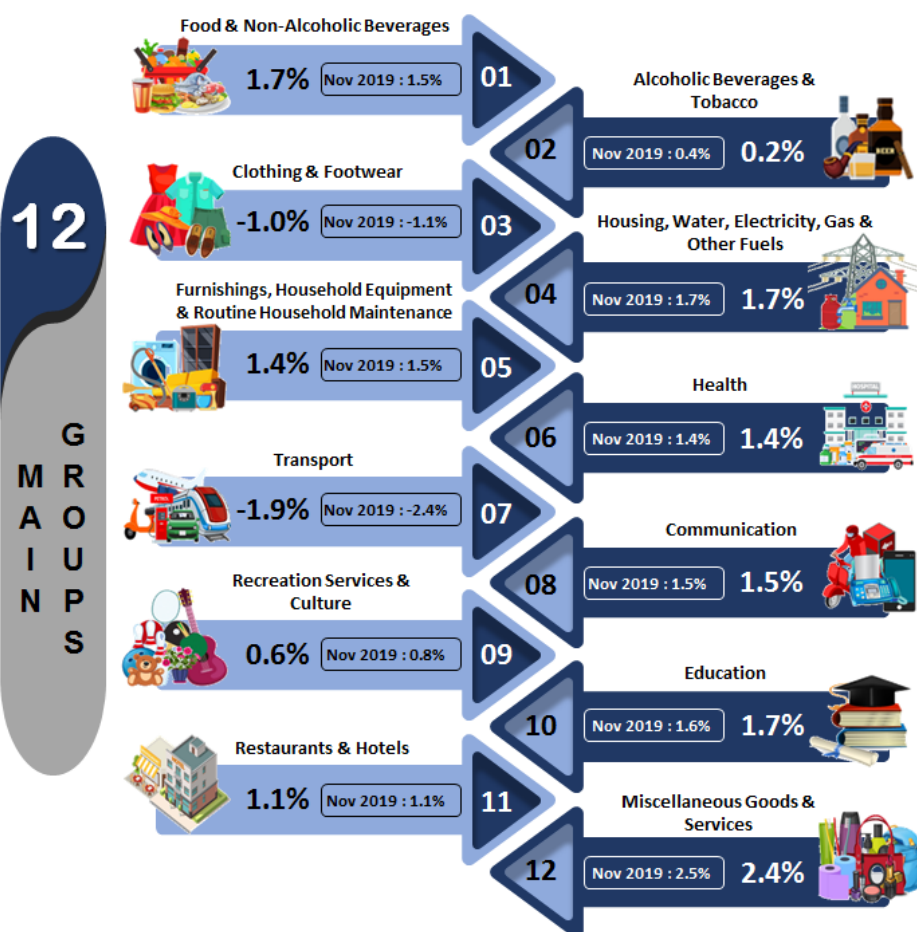 12
MAIN
GROUPS
Food & Non-Alcoholic Beverages
1.7%
Nov 2019 : 1.5%
01
Alcoholic Beverages &
Tobacco
02
Nov 2019 : 0.4%
0.2%
BEER
Clothing & Footwear
-1.0%
Nov 2019 : -1.1%
03
Housing, Water, Electricity, Gas &
Other Fuels
04
Nov 2019 : 1.7%
1.7%
Furnishings, Household Equipment
& Routine Household Maintenance
1.4%
Nov 2019 : 1.5%
05
Health
HOSPITAL
06
Nov 2019 : 1.4%
1.4%
Transport
PETROL
-1.9%
Nov 2019 : -2.4%
07
Communication
08
Nov 2019 : 1.5%
1.5%
Recreation Services &
Culture
0.6%
Nov 2019 : 0.8%
09
Education
10
Nov 2019 : 1.6%
1.7%
Restaurants & Hotels
1.1%
Nov 2019 : 1.1%
11
Miscellaneous Goods &
Services
12
Nov 2019 : 2.5%
2.4%